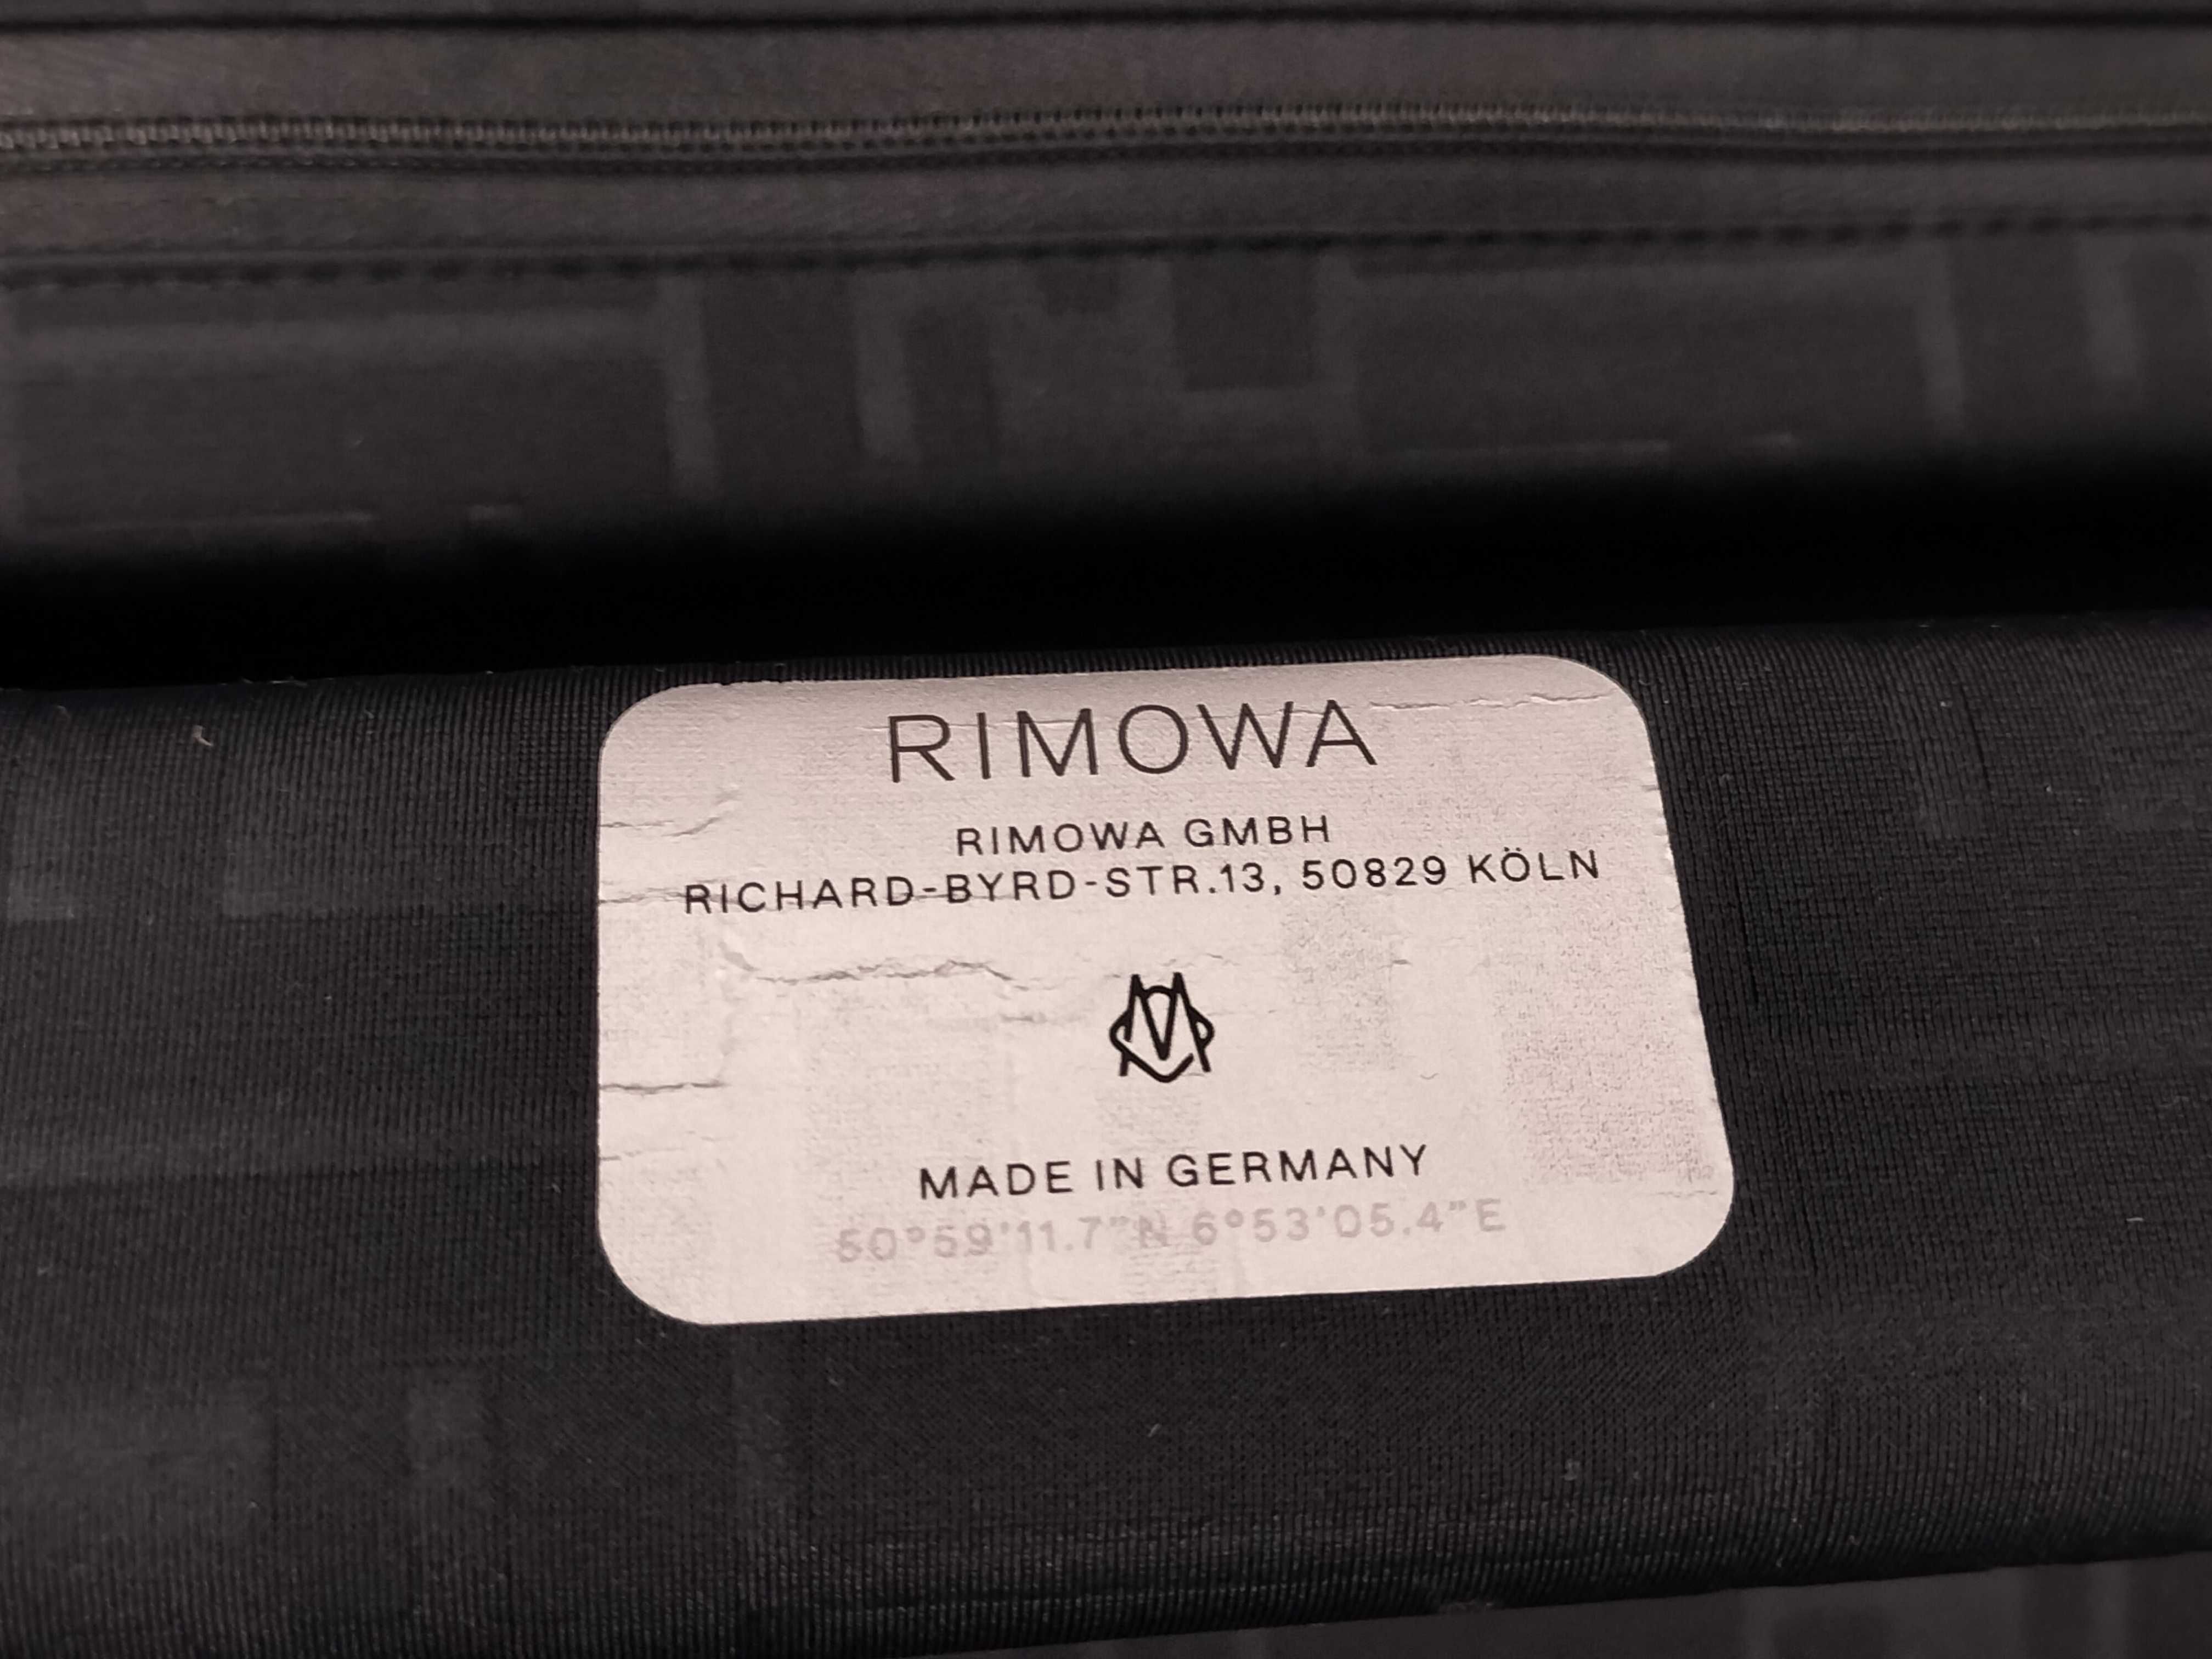 RIMOWA
RIMOWA GMBH
RICHARD-BYRD-STR.13, 50829 KÖLN
MADE IN GERMANY
50°59'11.7"N 6°53'05.4"E